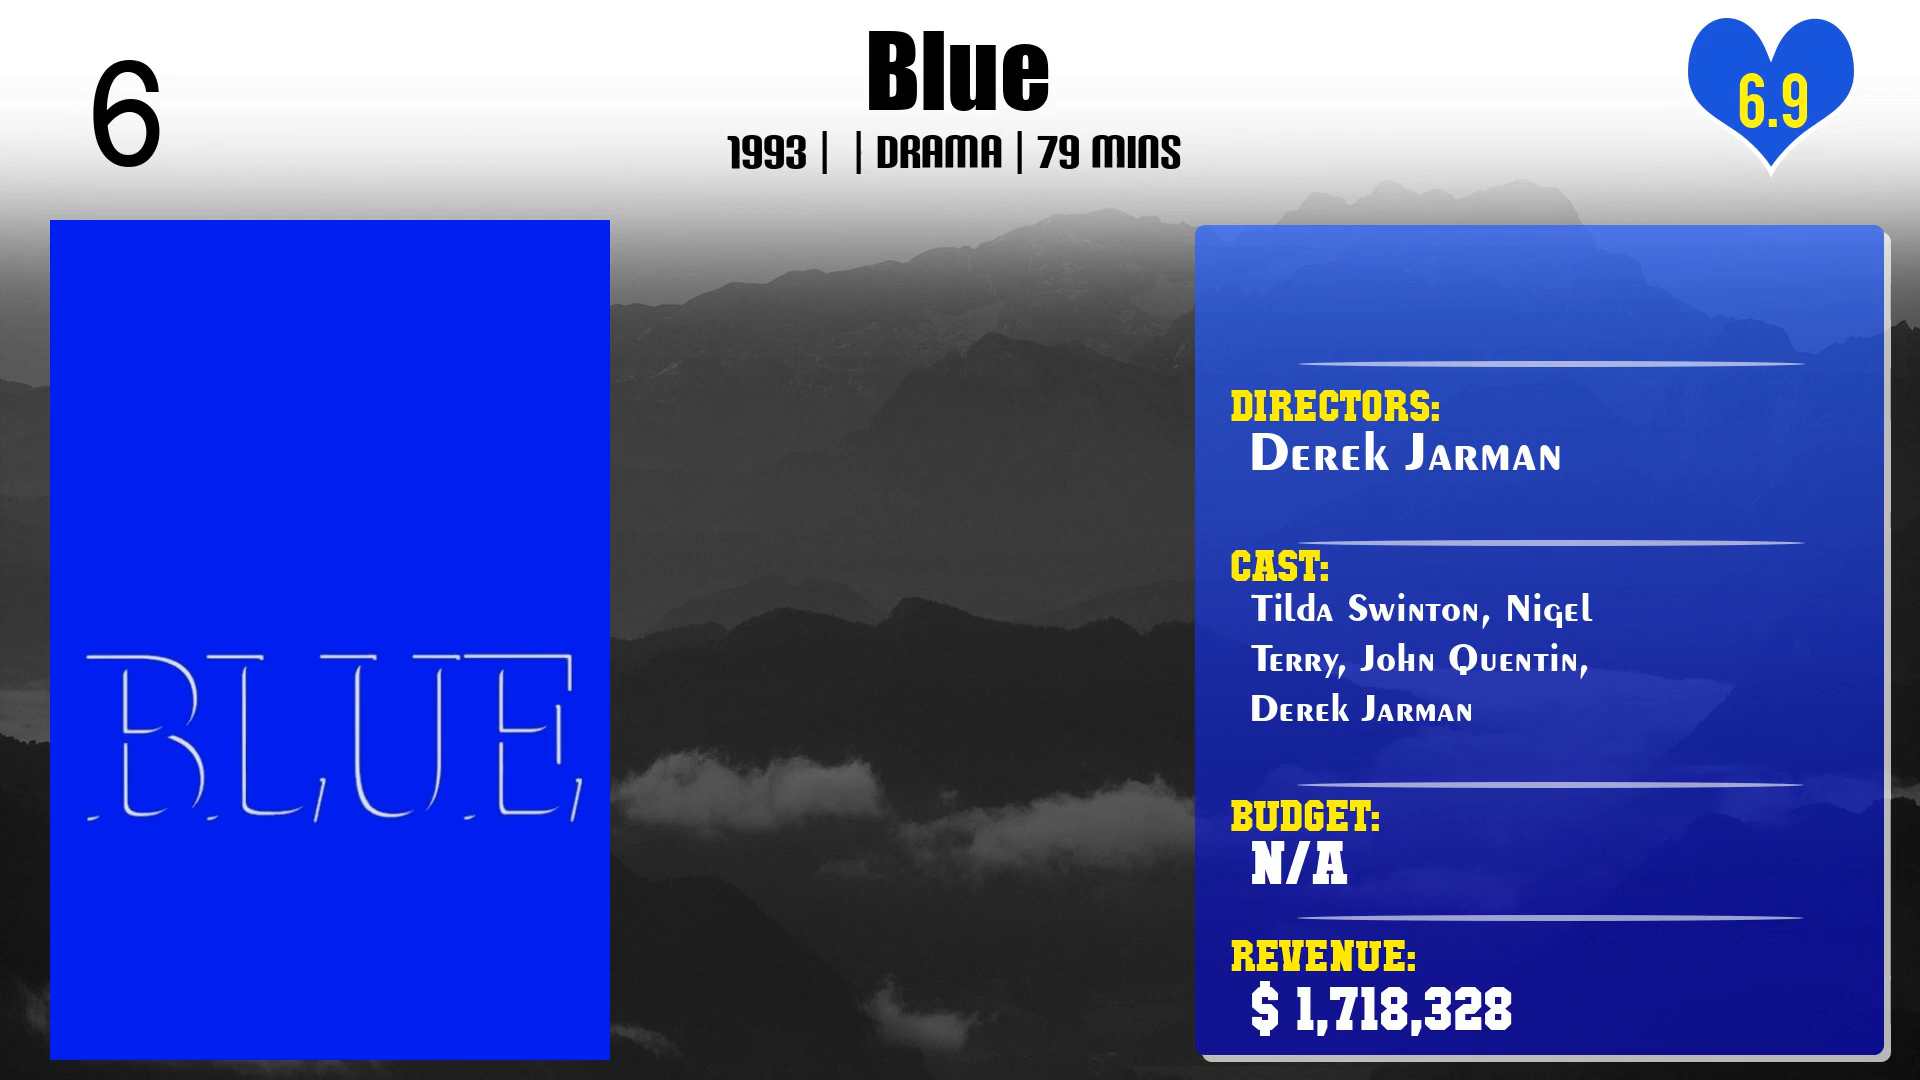 6
Blue
1993 | | DRAMA | 79 MINS
6.9
BLUE
DIRECTORS:
Derek Jarman
CAST:
Tilda Swinton, Nigel
Terry, John Quentin,
Derek Jarman
BUDGET:
N/A
REVENUE:
$ 1,718,328